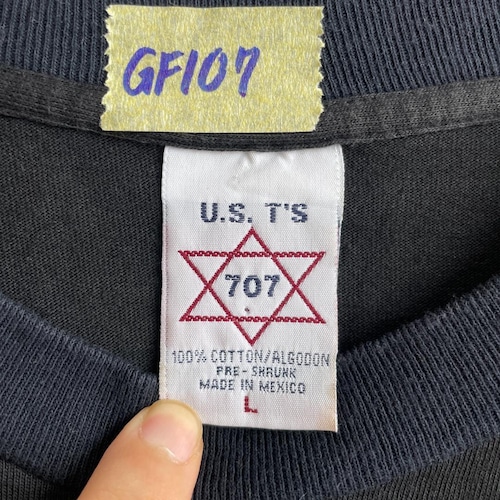 GF107
U.S. T'S
707
100% COTTON/ALGODON
PRE-SHRUNK
MADE IN MEXICO
L